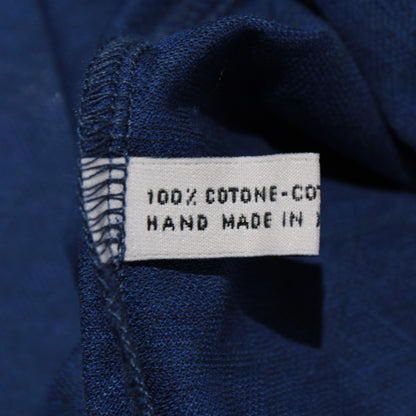 100% COTONE-COT
HAND MADE IN